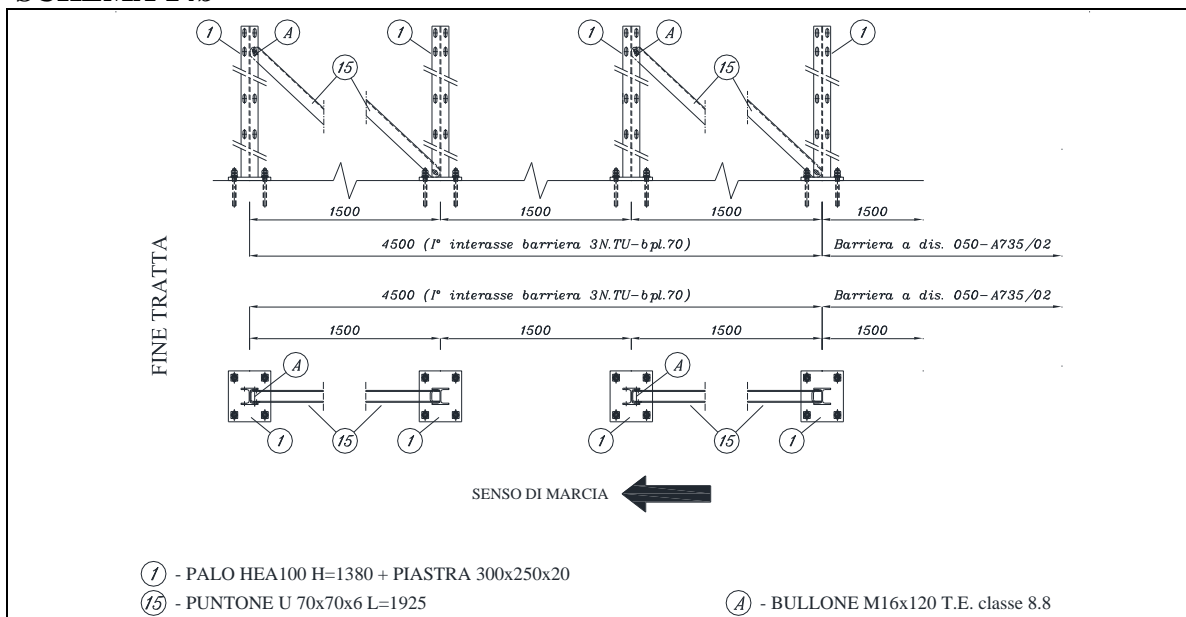 1 A 1 1 A 1
15 15
1500 1500 1500 1500
4500 (I° interasse barriera 3N.TU-bpl.70) Barriera a dis. 050-A735/02
FINE TRATTA
4500 (I° interasse barriera 3N.TU-bpl.70) Barriera a dis. 050-A735/02
1500 1500 1500 1500
A A
1 15 1 1 15 1
SENSO DI MARCIA
1 - PALO HEA100 H=1380 + PIASTRA 300x250x20
15 - PUNTONE U 70x70x6 L=1925
A - BULLONE M16x120 T.E. classe 8.8